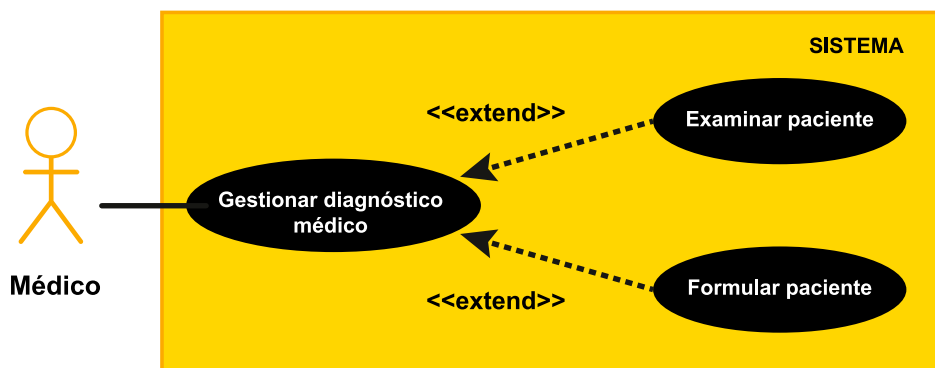 SISTEMA
<<extend>>
Examinar paciente
Gestionar diagnóstico
médico
Médico
<<extend>>
Formular paciente